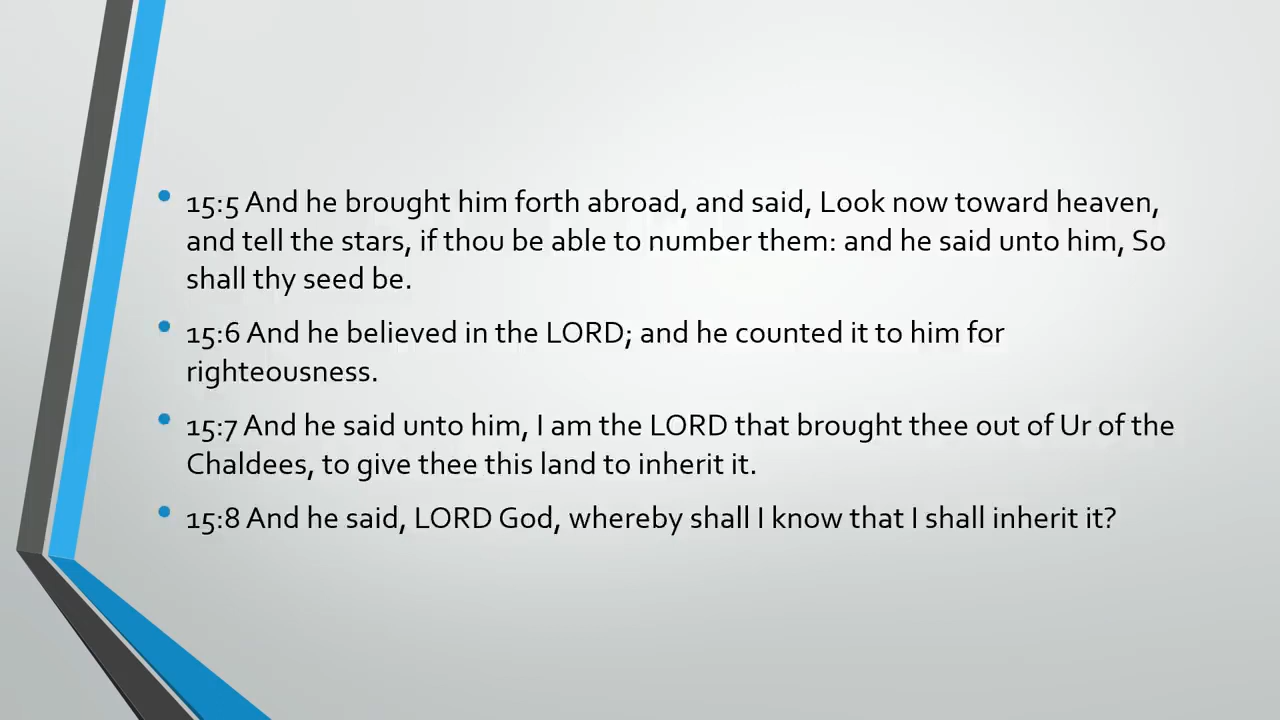 15:5 And he brought him forth abroad, and said, Look now toward heaven,
and tell the stars, if thou be able to number them: and he said unto him, So
shall thy seed be.
15:6 And he believed in the LORD; and he counted it to him for
righteousness.
15:7 And he said unto him, I am the LORD that brought thee out of Ur of the
Chaldees, to give thee this land to inherit it.
15:8 And he said, LORD God, whereby shall I know that I shall inherit it?